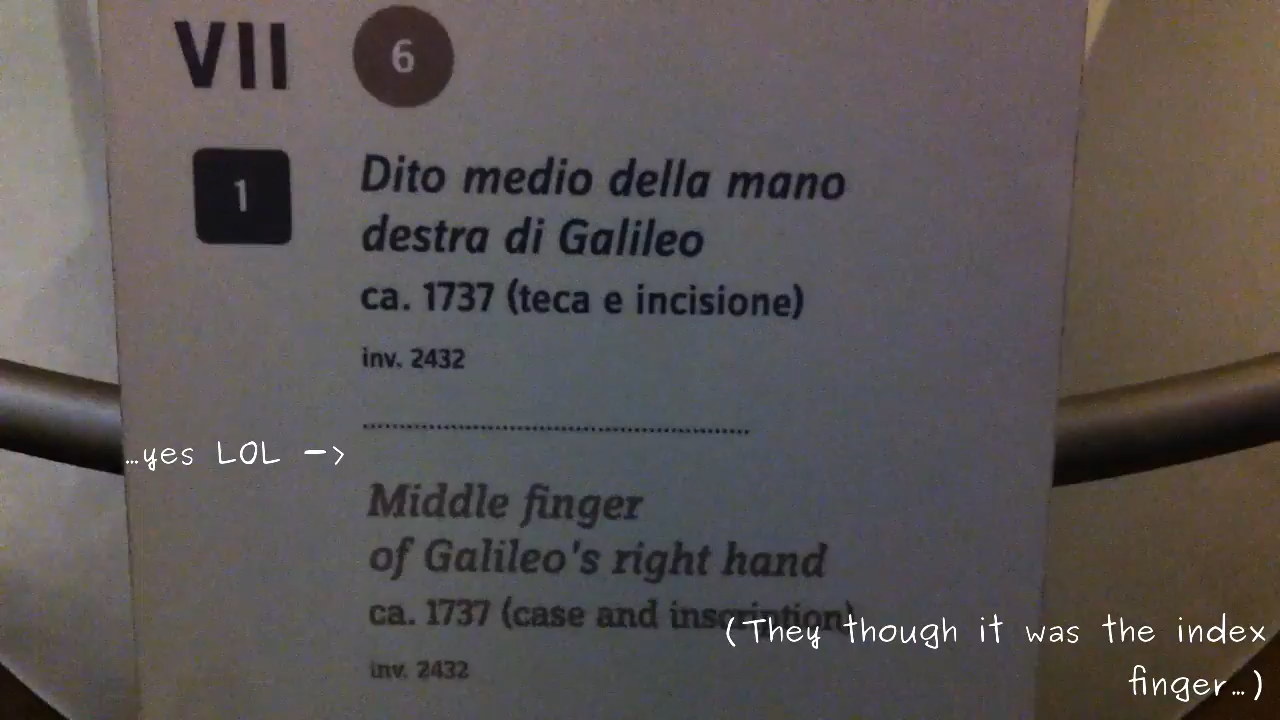 VII 6
1 Dito medio della mano
destra di Galileo
ca. 1737 (teca e incisione)
inv. 2432
…yes LOL —>
Middle finger
of Galileo's right hand
ca. 1737 (case and inscription)
inv. 2432
(They though it was the index
finger…)